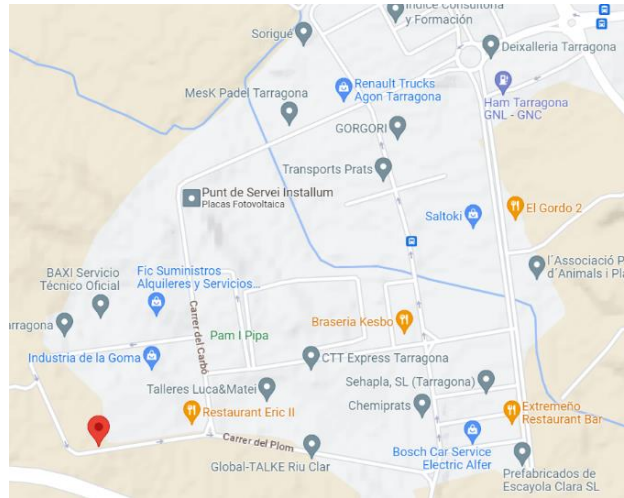 Índice Consultoría
y Formación
Sorigué
Deixalleria Tarragona
Renault Trucks
Agon Tarragona
MesK Padel Tarragona
Ham Tarragona
GNL - GNC
GORGORI
Transports Prats
Punt de Servei Installum
Placas Fotovoltaica
El Gordo 2
Saltoki
l´Associació P
d'Animals i Pla
BAXI Servicio
Técnico Oficial
Fic Suministros
Alquileres y Servicios...
Carrer del Carbó
arragona
Braseria Kesbo
Pam I Pipa
Industria de la Goma
CTT Express Tarragona
Talleres Luca&Matei
Sehapla, SL (Tarragona)
Chemiprats
Restaurant Eric II
Extremeño
Restaurant Bar
Carrer del Plom
Bosch Car Service
Electric Alfer
Global-TALKE Riu Clar
Prefabricados de
Escayola Clara SL